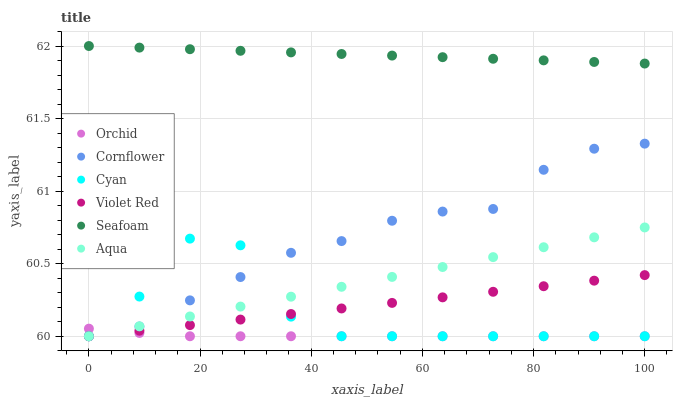 title
yaxis_label
62
61.5
61
60.5
60
Orchid
Cornflower
Cyan
Violet Red
Seafoam
Aqua
0
20
40
60
80
100
xaxis_label